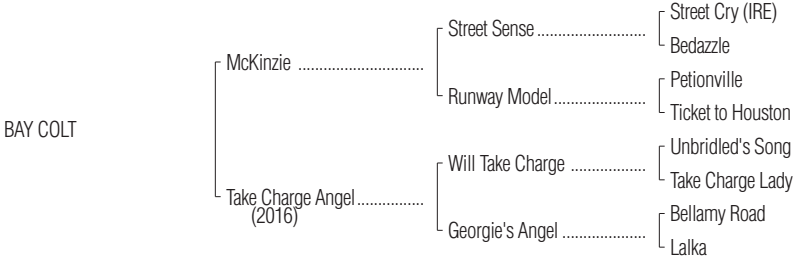 Street Cry (IRE)
Street Sense ..........................
Bedazzle
McKinzie ..............................
Petionville
Runway Model......................
Ticket to Houston
BAY COLT
Unbridled's Song
Will Take Charge ..................
Take Charge Lady
Take Charge Angel................
(2016)
Bellamy Road
Georgie's Angel ....................
Lalka